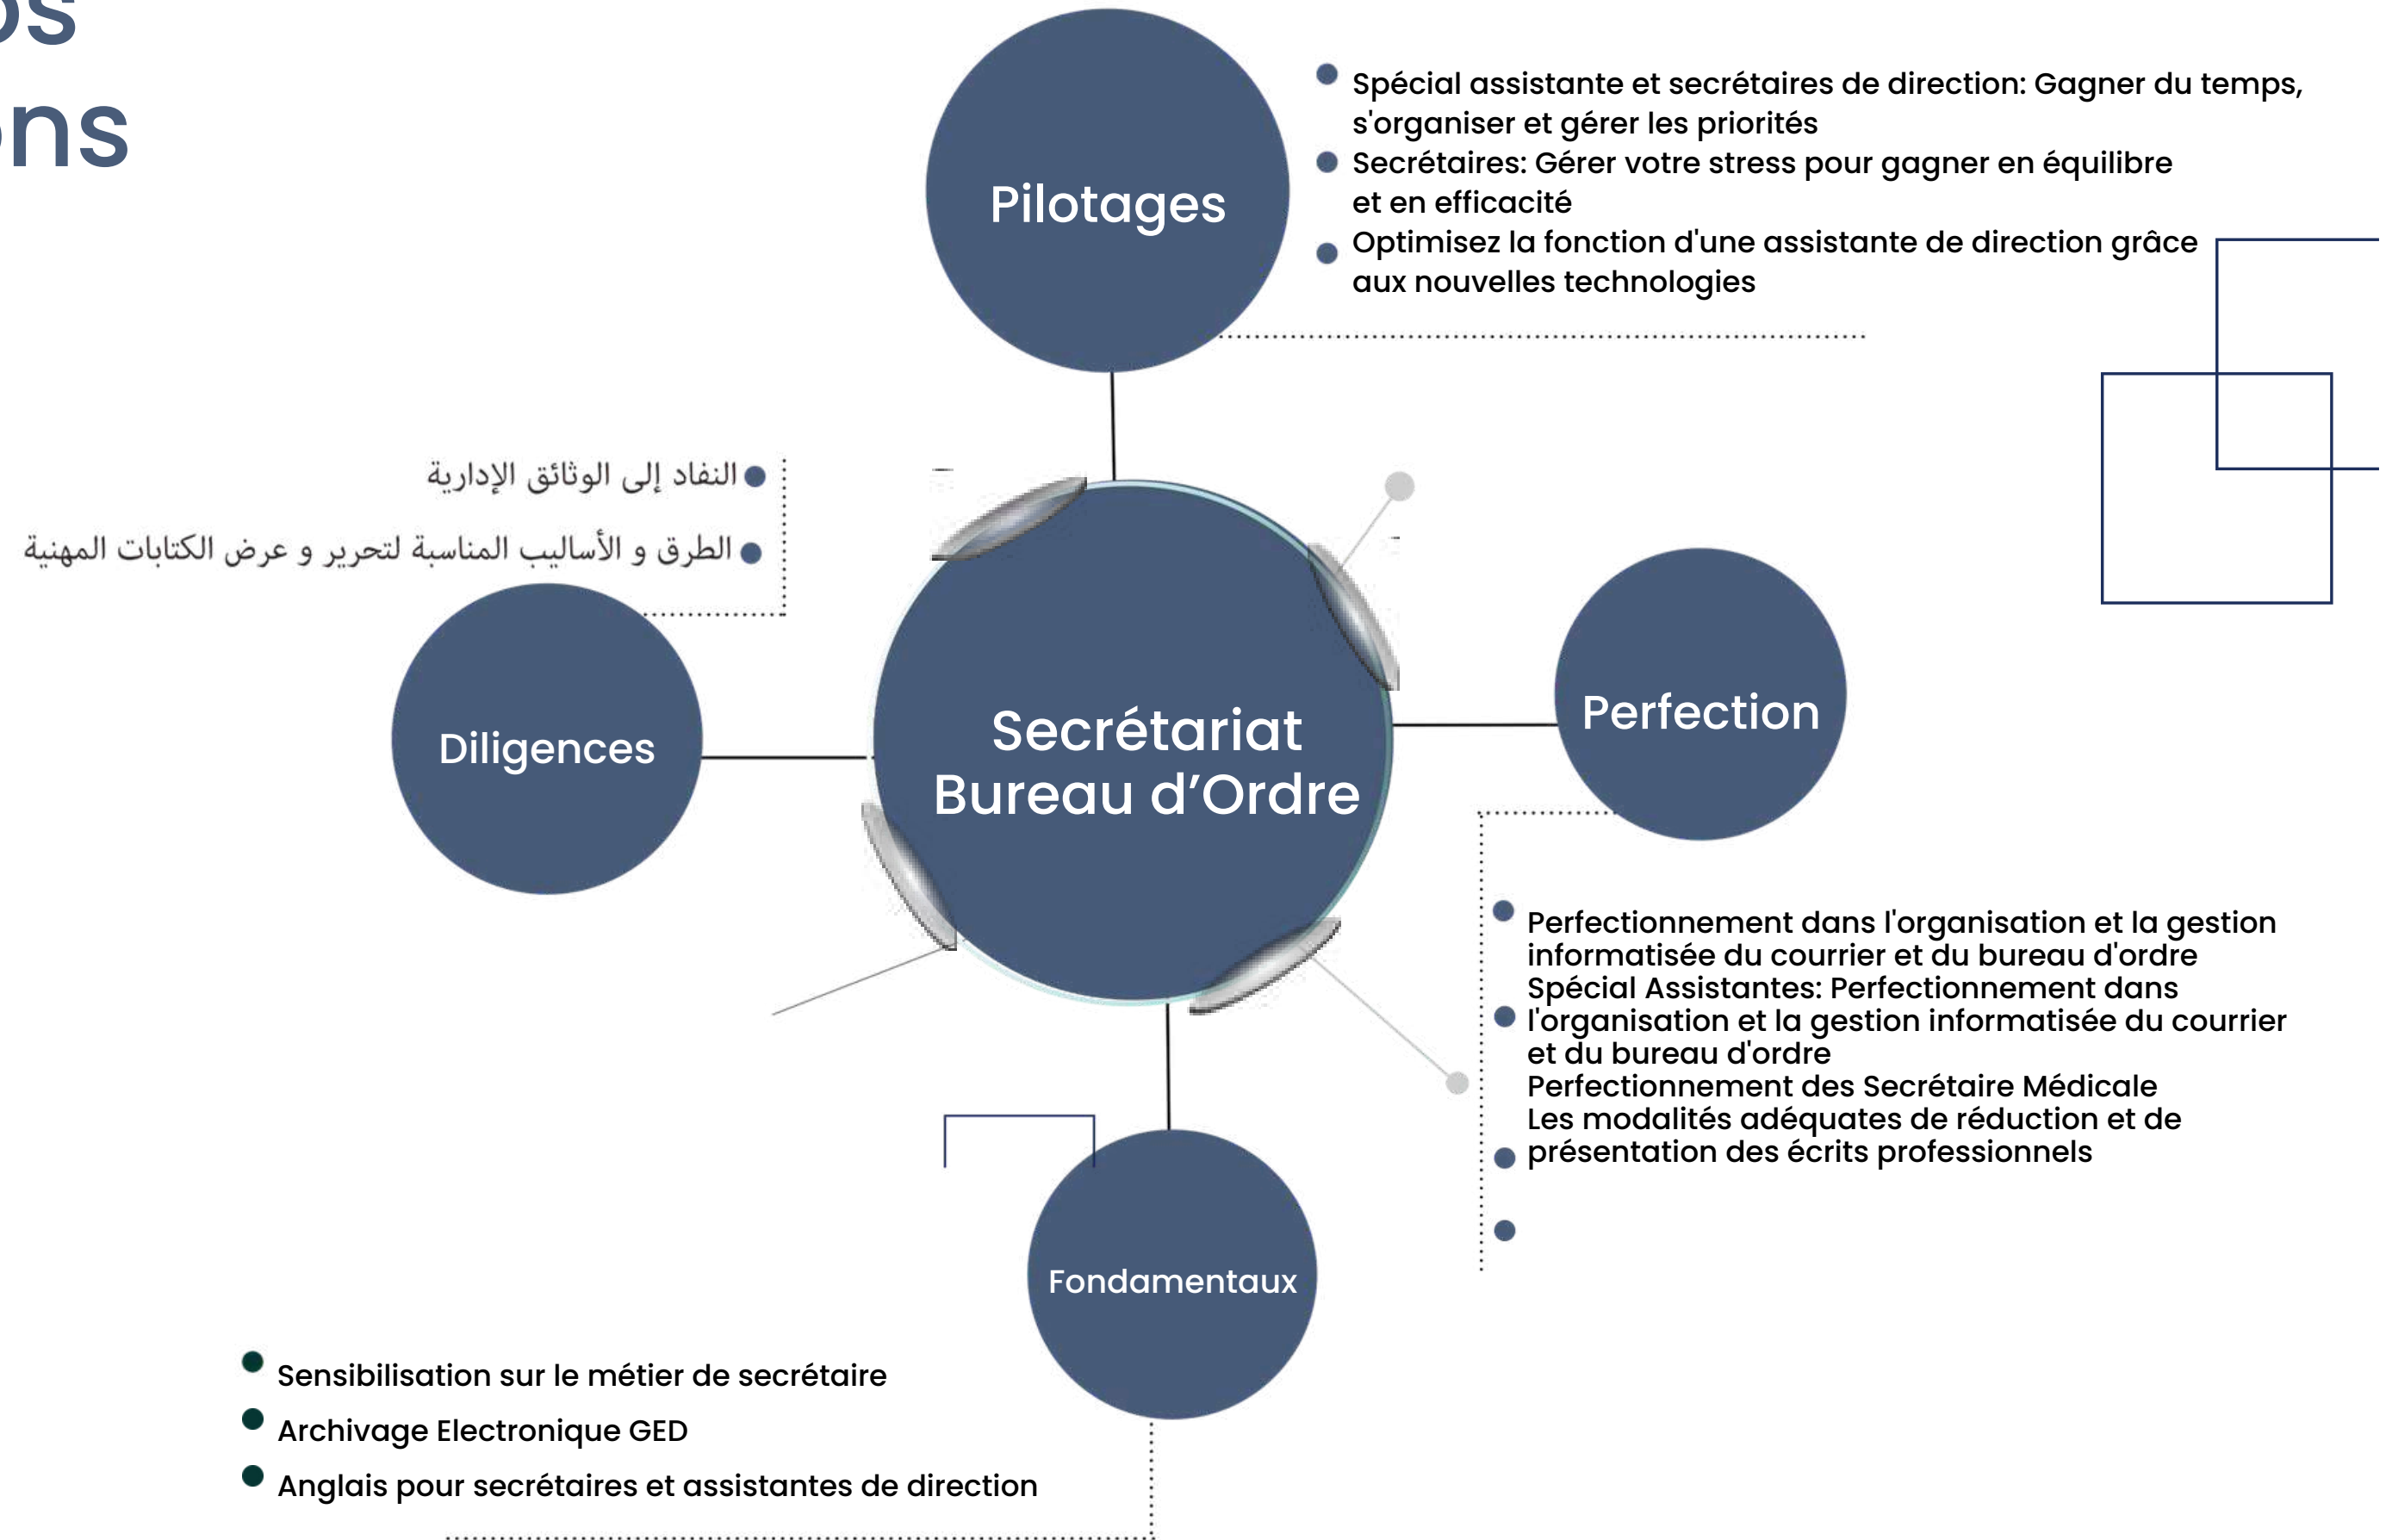 os
ons
Pilotages
Spécial assistante et secrétaires de direction: Gagner du temps,
s'organiser et gérer les priorités
Secrétaires: Gérer votre stress pour gagner en équilibre
et en efficacité
Optimisez la fonction d'une assistante de direction grâce
aux nouvelles technologies
النفاد إلى الوثائق الإدارية
الطرق و الأساليب المناسبة لتحرير و عرض الكتابات المهنية
Diligences
Secrétariat
Bureau d’Ordre
Perfection
Perfectionnement dans l'organisation et la gestion
informatisée du courrier et du bureau d'ordre
Spécial Assistantes: Perfectionnement dans
l'organisation et la gestion informatisée du courrier
et du bureau d'ordre
Perfectionnement des Secrétaire Médicale
Les modalités adéquates de réduction et de
présentation des écrits professionnels
Fondamentaux
Sensibilisation sur le métier de secrétaire
Archivage Electronique GED
Anglais pour secrétaires et assistantes de direction